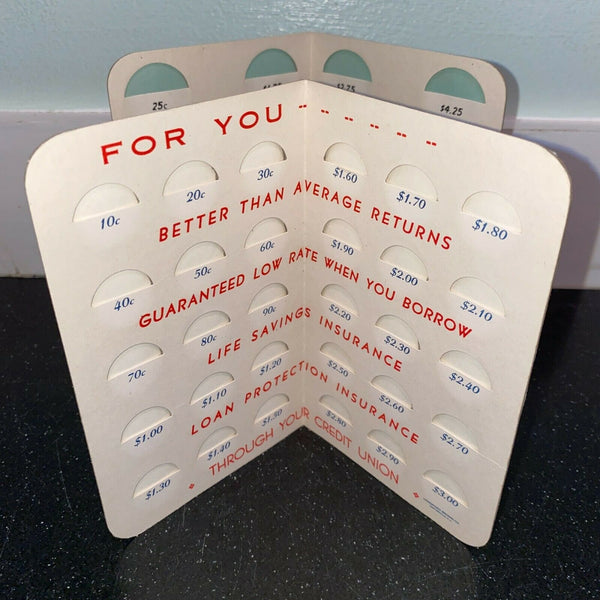 25c
$2.75
$4.25
FOR YOU - - - - - -
10c 20c 30c $1.60 $1.70 $1.80
BETTER THAN AVERAGE RETURNS
40c 50c 60c $1.90 $2.00 $2.10
GUARANTEED LOW RATE WHEN YOU BORROW
70c 80c 90c $2.20 $2.30 $2.40
LIFE SAVINGS INSURANCE
$1.00 $1.10 $1.20 $2.50 $2.60 $2.70
LOAN PROTECTION INSURANCE
$1.30 $1.40 $1.50 $2.80 $2.90 $3.00
THROUGH YOUR CREDIT UNION